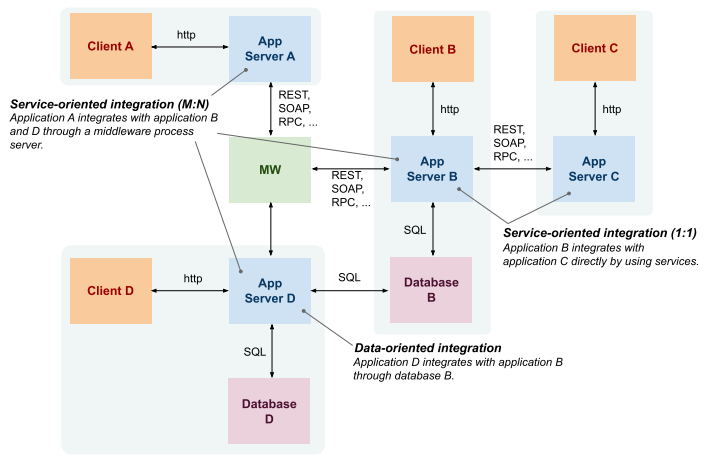 Client A
http
App
Server A
Client B
Client C
Service-oriented integration (M:N)
Application A integrates with application B
and D through a middleware process
server.
REST,
SOAP,
RPC, ...
http
http
REST,
SOAP,
RPC, ...
MW
REST,
SOAP,
RPC, ...
App
Server B
App
Server C
SQL
Service-oriented integration (1:1)
Application B integrates with
application C directly by using services.
Client D
http
App
Server D
SQL
Database
B
SQL
Data-oriented integration
Application D integrates with application B
through database B.
Database
D